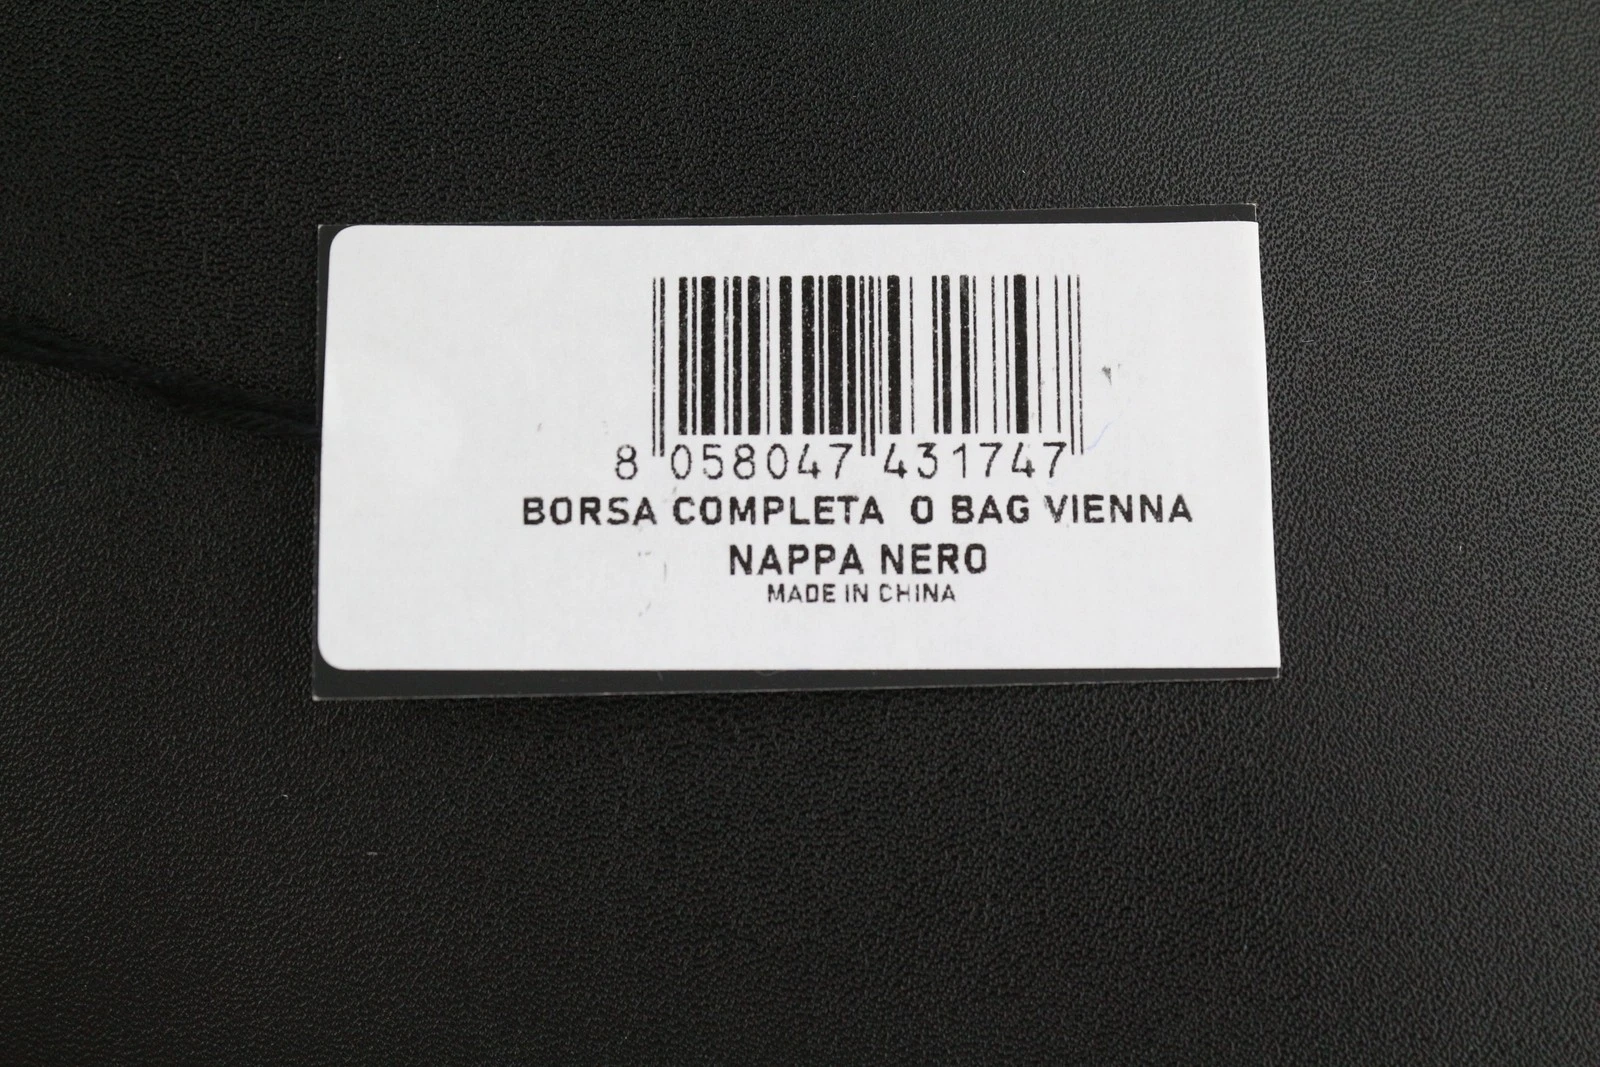 8 058047 431747
BORSA COMPLETA O BAG VIENNA
NAPPA NERO
MADE IN CHINA